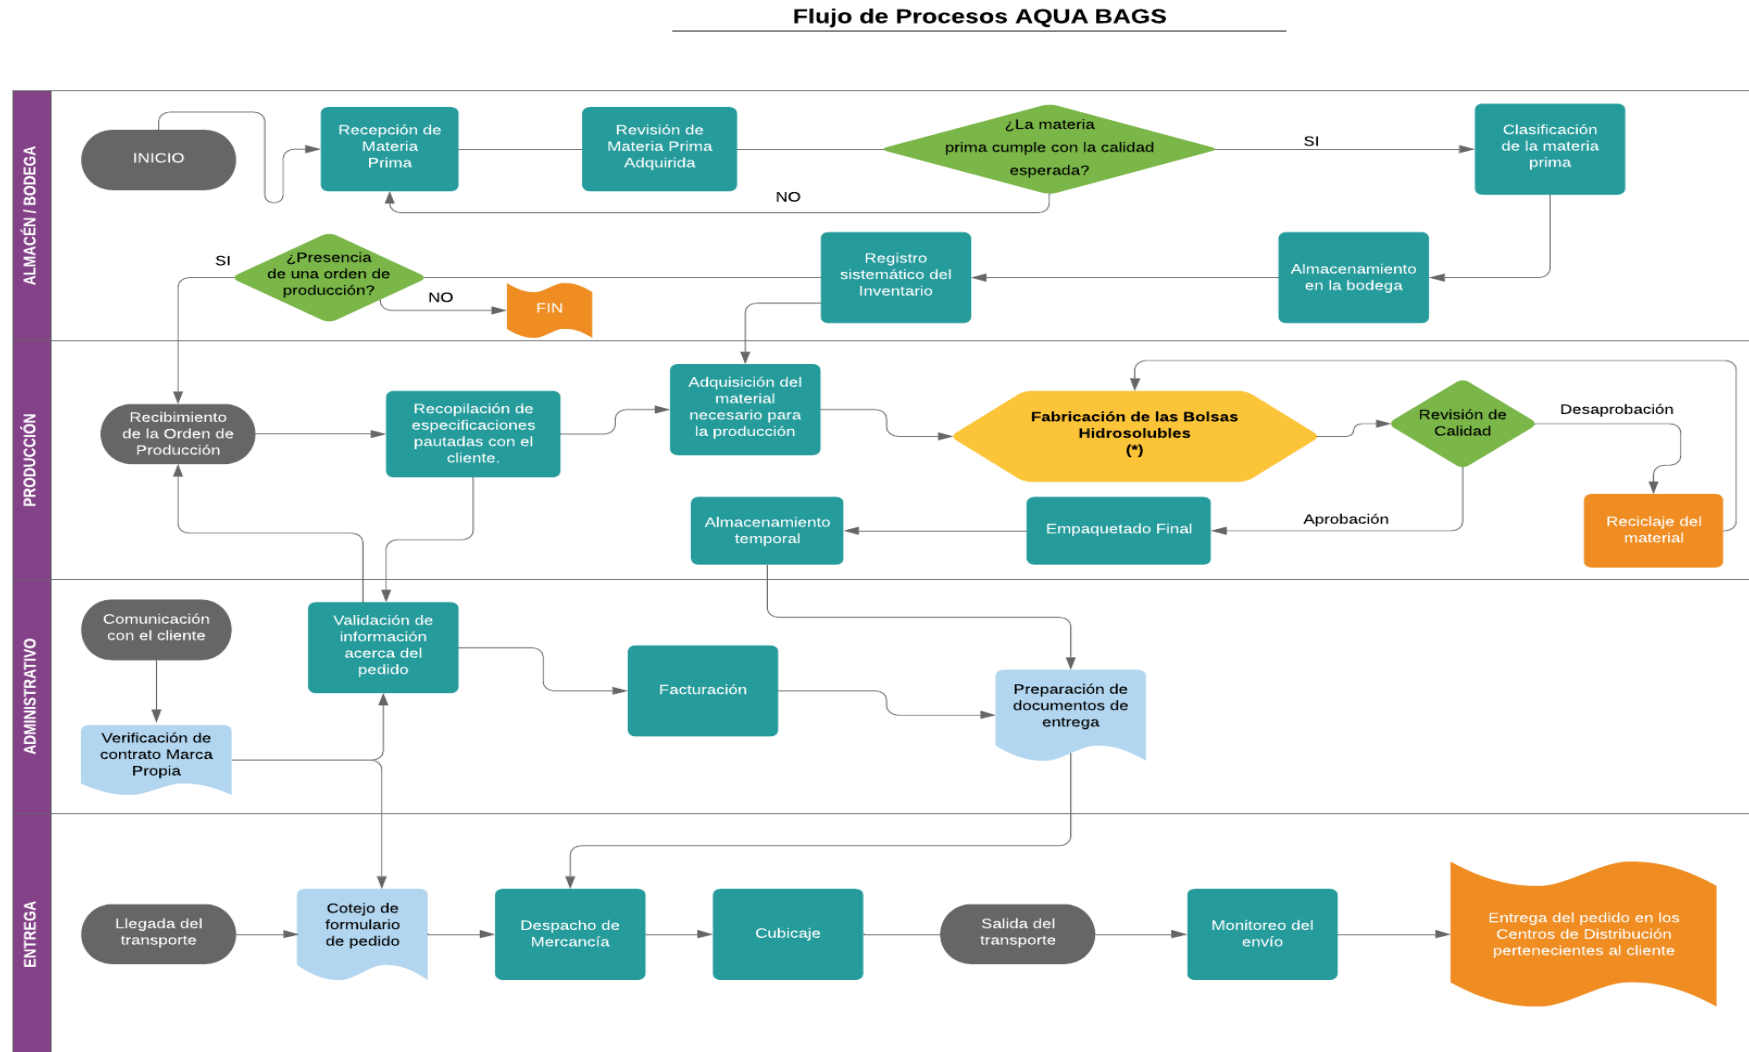 Flujo de Procesos AQUA BAGS
ALMACÉN / BODEGA
INICIO
Recepción de
Materia
Prima
Revisión de
Materia Prima
Adquirida
¿La materia
prima cumple con la calidad
esperada?
SI
NO
Clasificación
de la materia
prima
SI
¿Presencia
de una orden de
producción?
NO
FIN
Registro
sistemático del
Inventario
Almacenamiento
en la bodega
PRODUCCIÓN
Recibimiento
de la Orden de
Producción
Recopilación de
especificaciones
pautadas con el
cliente.
Adquisición del
material
necesario para
la producción
Fabricación de las Bolsas
Hidrosolubles
(*)
Revisión de
Calidad
Desaprobación
Almacenamiento
temporal
Empaquetado Final
Aprobación
Reciclaje del
material
ADMINISTRATIVO
Comunicación
con el cliente
Validación de
información
acerca del
pedido
Facturación
Preparación de
documentos de
entrega
Verificación de
contrato Marca
Propia
ENTREGA
Llegada del
transporte
Cotejo de
formulario
de pedido
Despacho de
Mercancía
Cubicaje
Salida del
transporte
Monitoreo del
envío
Entrega del pedido en los
Centros de Distribución
pertenecientes al cliente